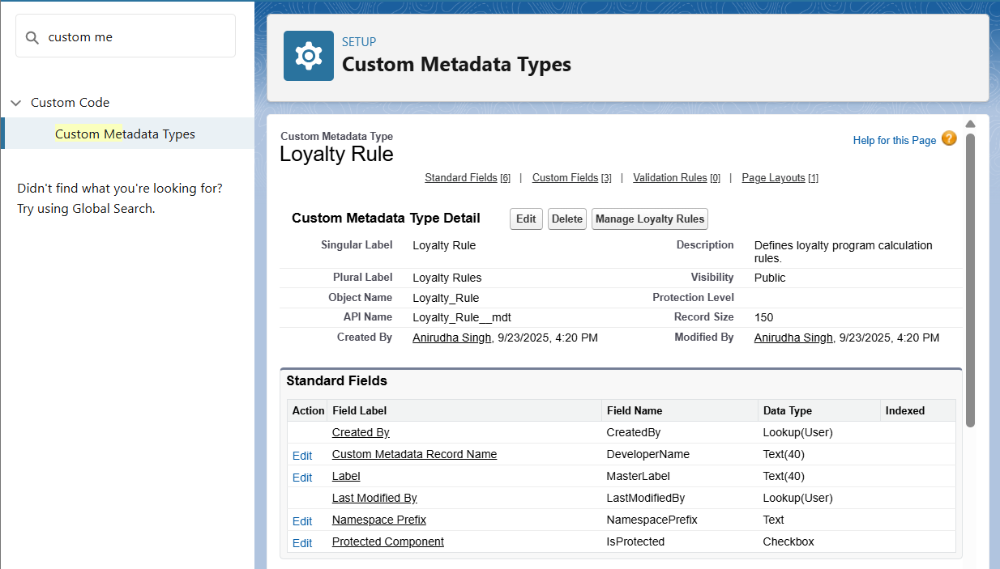 custom me
Custom Code
Custom Metadata Types
Didn't find what you're looking for?
Try using Global Search.
SETUP
Custom Metadata Types
Custom Metadata Type
Loyalty Rule
Help for this Page ?
Standard Fields [6] | Custom Fields [3] | Validation Rules [0] | Page Layouts [1]
Custom Metadata Type Detail Edit Delete Manage Loyalty Rules
Singular Label Loyalty Rule Description Defines loyalty program calculation
rules.
Plural Label Loyalty Rules Visibility Public
Object Name Loyalty_Rule Protection Level
API Name Loyalty_Rule__mdt Record Size 150
Created By Anirudha Singh, 9/23/2025, 4:20 PM Modified By Anirudha Singh, 9/23/2025, 4:20 PM
Standard Fields
Action Field Label Field Name Data Type Indexed
Created By CreatedBy Lookup(User)
Edit Custom Metadata Record Name DeveloperName Text(40)
Edit Label MasterLabel Text(40)
Last Modified By LastModifiedBy Lookup(User)
Edit Namespace Prefix NamespacePrefix Text
Edit Protected Component IsProtected Checkbox